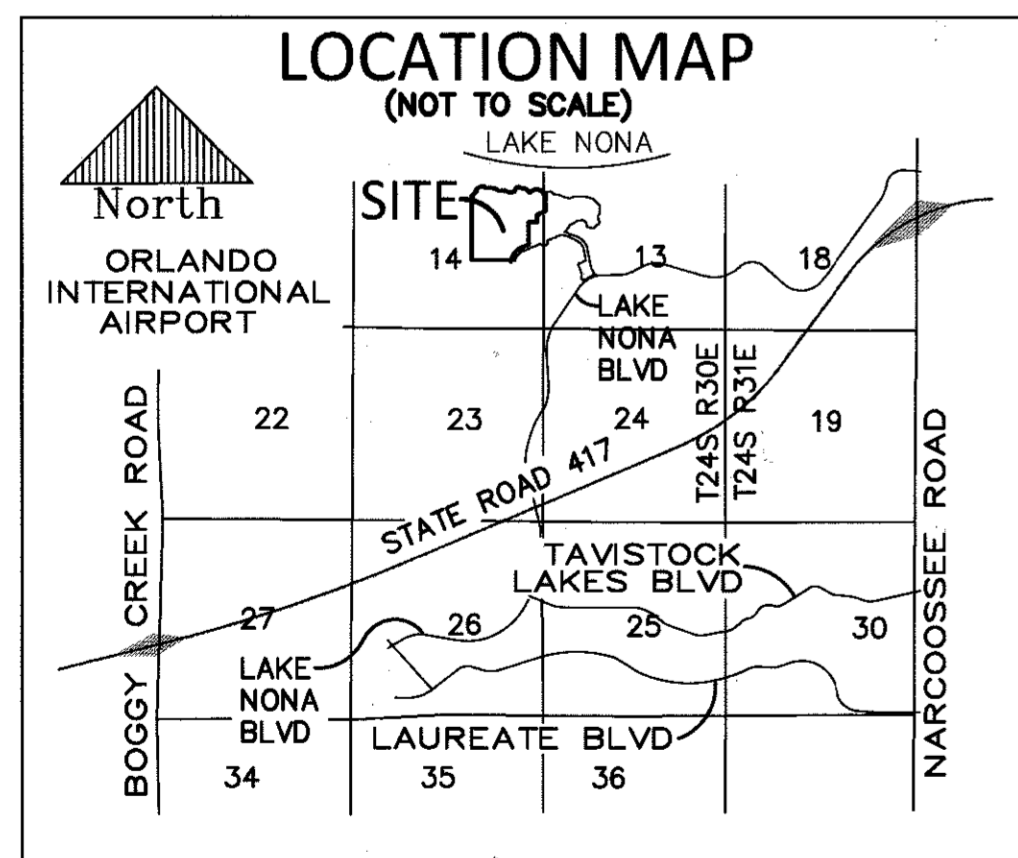 LOCATION MAP
(NOT TO SCALE)
LAKE NONA
North
SITE
ORLANDO
INTERNATIONAL
AIRPORT
14
13
18
LAKE
NONA
BLVD
BOGGY CREEK ROAD
22
23
24
T24S R30E
T24S R31E
19
NARCOOSSEE ROAD
STATE ROAD 417
TAVISTOCK
LAKES BLVD
27
26
25
30
LAKE
NONA
BLVD
LAUREATE BLVD
34
35
36